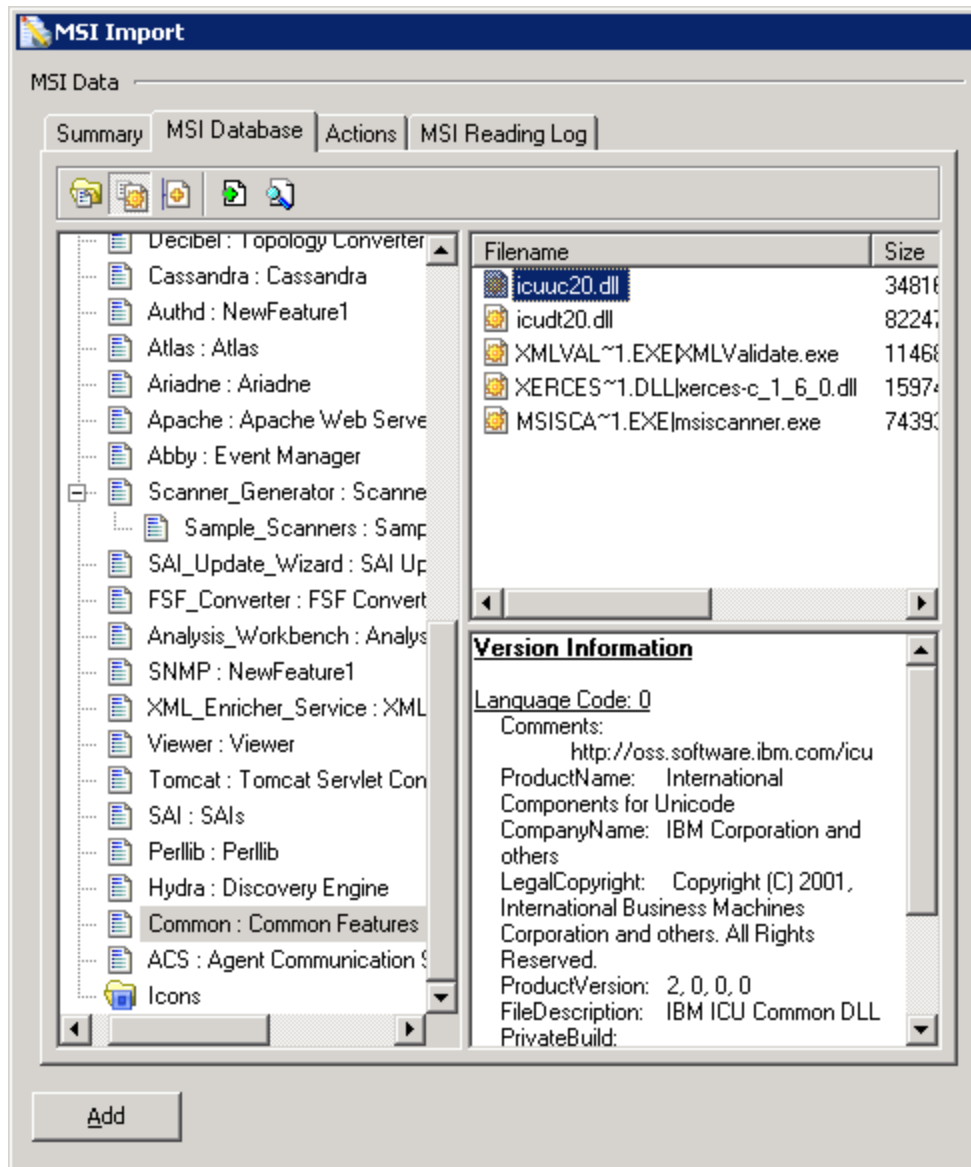 MSI Import
MSI Data
Summary
MSI Database
Actions
MSI Reading Log
Decibel : Topology Converter
Cassandra : Cassandra
Authd : NewFeature1
Atlas : Atlas
Ariadne : Ariadne
Apache : Apache Web Serve
Abby : Event Manager
Scanner_Generator : Scanne
Sample_Scanners : Samp
SAI_Update_Wizard : SAI Up
FSF_Converter : FSF Convert
Analysis_Workbench : Analys
SNMP : NewFeature1
XML_Enricher_Service : XML
Viewer : Viewer
Tomcat : Tomcat Servlet Con
SAI : SAIs
Perllib : Perllib
Hydra : Discovery Engine
Common : Common Features
ACS : Agent Communication
Icons
Filename Size
icuuc20.dll 34816
icudt20.dll 82247
XMLVAL~1.EXE|XMLValidate.exe 11468
XERCES~1.DLL|xerces-c_1_6_0.dll 15974
MSISCA~1.EXE|msiscanner.exe 74393
Version Information
Language Code: 0
Comments:
http://oss.software.ibm.com/icu
ProductName: International
Components for Unicode
CompanyName: IBM Corporation and
others
LegalCopyright: Copyright (C) 2001,
International Business Machines
Corporation and others. All Rights
Reserved.
ProductVersion: 2, 0, 0, 0
FileDescription: IBM ICU Common DLL
PrivateBuild:
Add